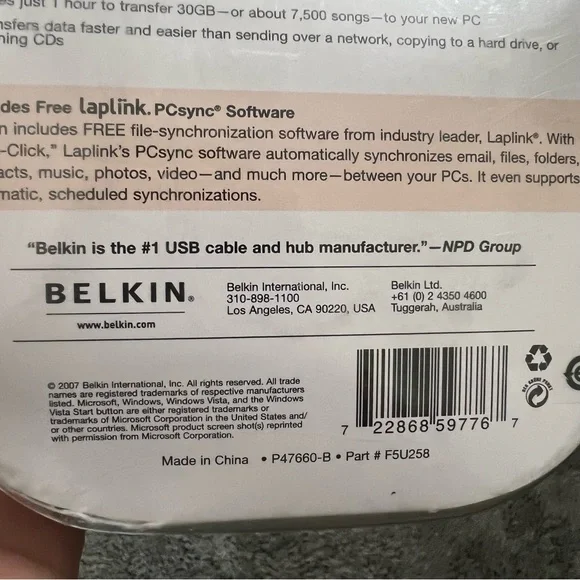 s just 1 hour to transfer 30GB—or about 7,500 songs—to your new PC
nsfers data faster and easier than sending over a network, copying to a hard drive, or
ning CDs
des Free laplink. PCsync® Software
n includes FREE file-synchronization software from industry leader, Laplink®. With
-Click,™ Laplink's PCsync software automatically synchronizes email, files, folders,
acts, music, photos, video—and much more—between your PCs. It even supports
matic, scheduled synchronizations.
"Belkin is the #1 USB cable and hub manufacturer."—NPD Group
BELKIN®
www.belkin.com
Belkin International, Inc.
310-898-1100
Los Angeles, CA 90220, USA
Belkin Ltd.
+61 (0) 2 4350 4600
Tuggerah, Australia
© 2007 Belkin International, Inc. All rights reserved. All trade
names are registered trademarks of respective manufacturers
listed. Microsoft, Windows, Windows Vista, and the Windows
Vista Start button are either registered trademarks or
trademarks of Microsoft Corporation in the United States and/
or other countries. Microsoft product screen shot(s) reprinted
with permission from Microsoft Corporation.
7 22868 59776 7
Made in China • P47660-B • Part # F5U258